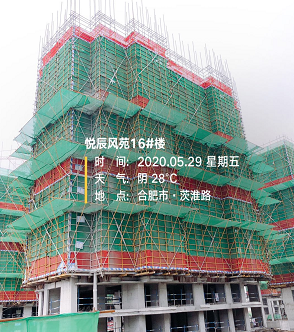 悦辰风苑16#楼
时 间: 2020.05.29 星期五
天 气: 阴 28℃
地 点: 合肥市·茨淮路